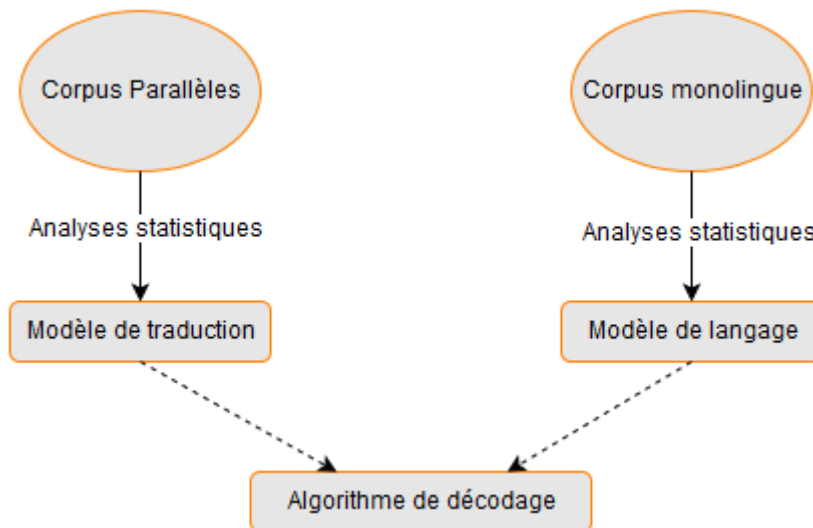 Corpus Parallèles
Corpus monolingue
Analyses statistiques
Analyses statistiques
Modèle de traduction
Modèle de langage
Algorithme de décodage